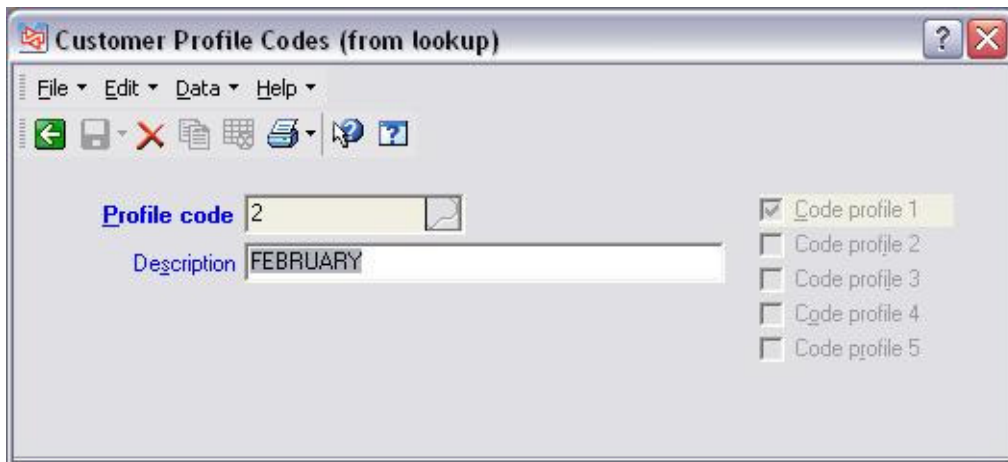 Customer Profile Codes (from lookup)
File Edit Data Help
Profile code 2
Description FEBRUARY
Code profile 1
Code profile 2
Code profile 3
Code profile 4
Code profile 5